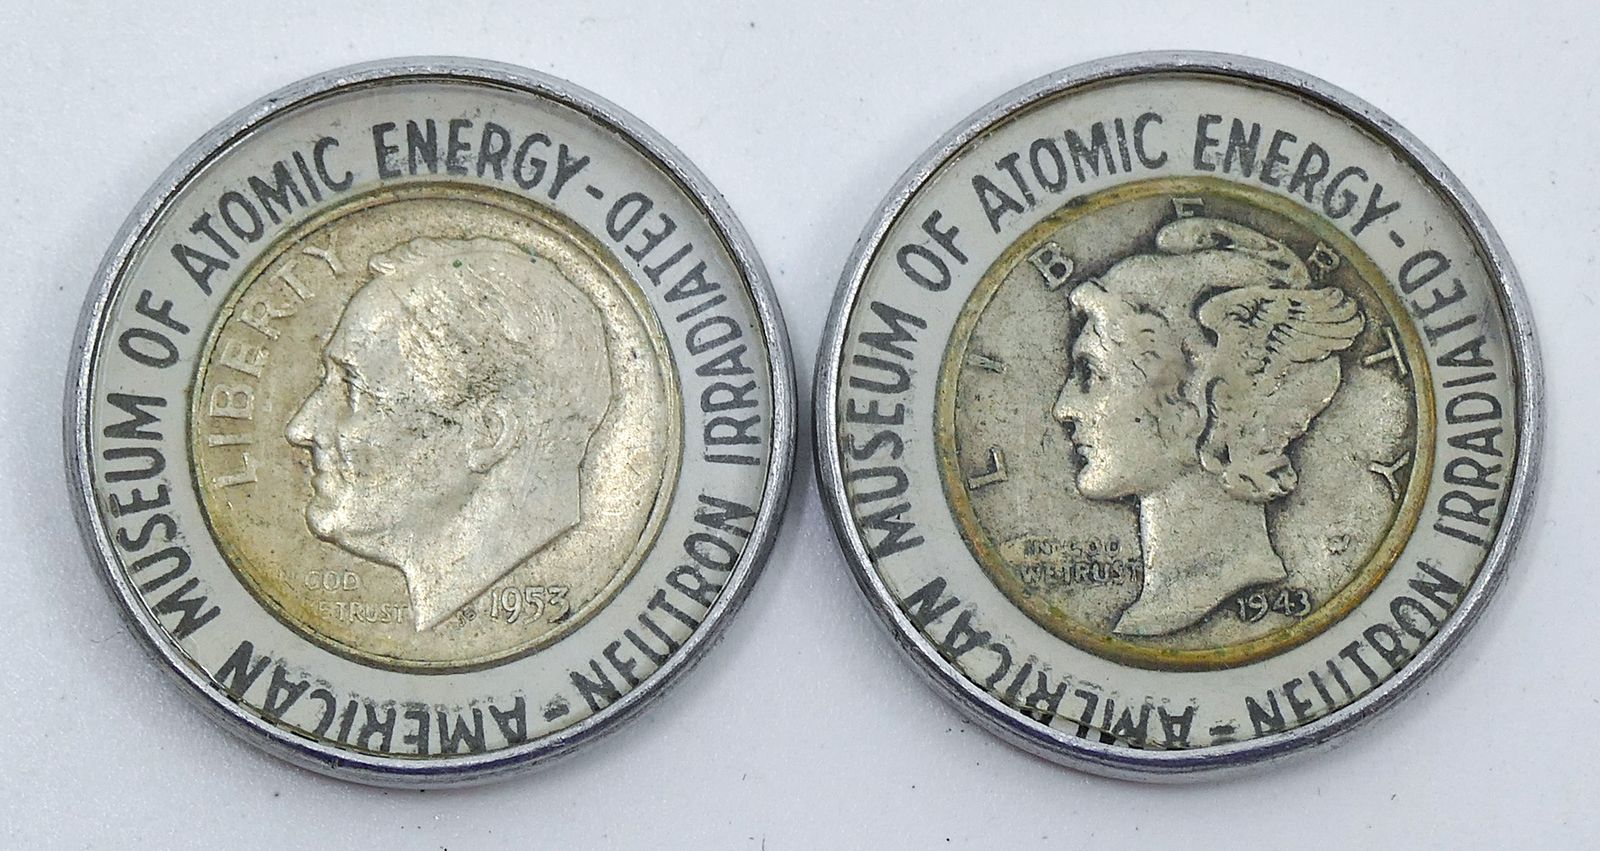 AMERICAN MUSEUM OF ATOMIC ENERGY - NEUTRON IRRADIATED -
LIBERTY
IN GOD
WE TRUST
JS
1953
AMERICAN MUSEUM OF ATOMIC ENERGY - NEUTRON IRRADIATED -
LIBERTY
IN GOD
WE TRUST
1943